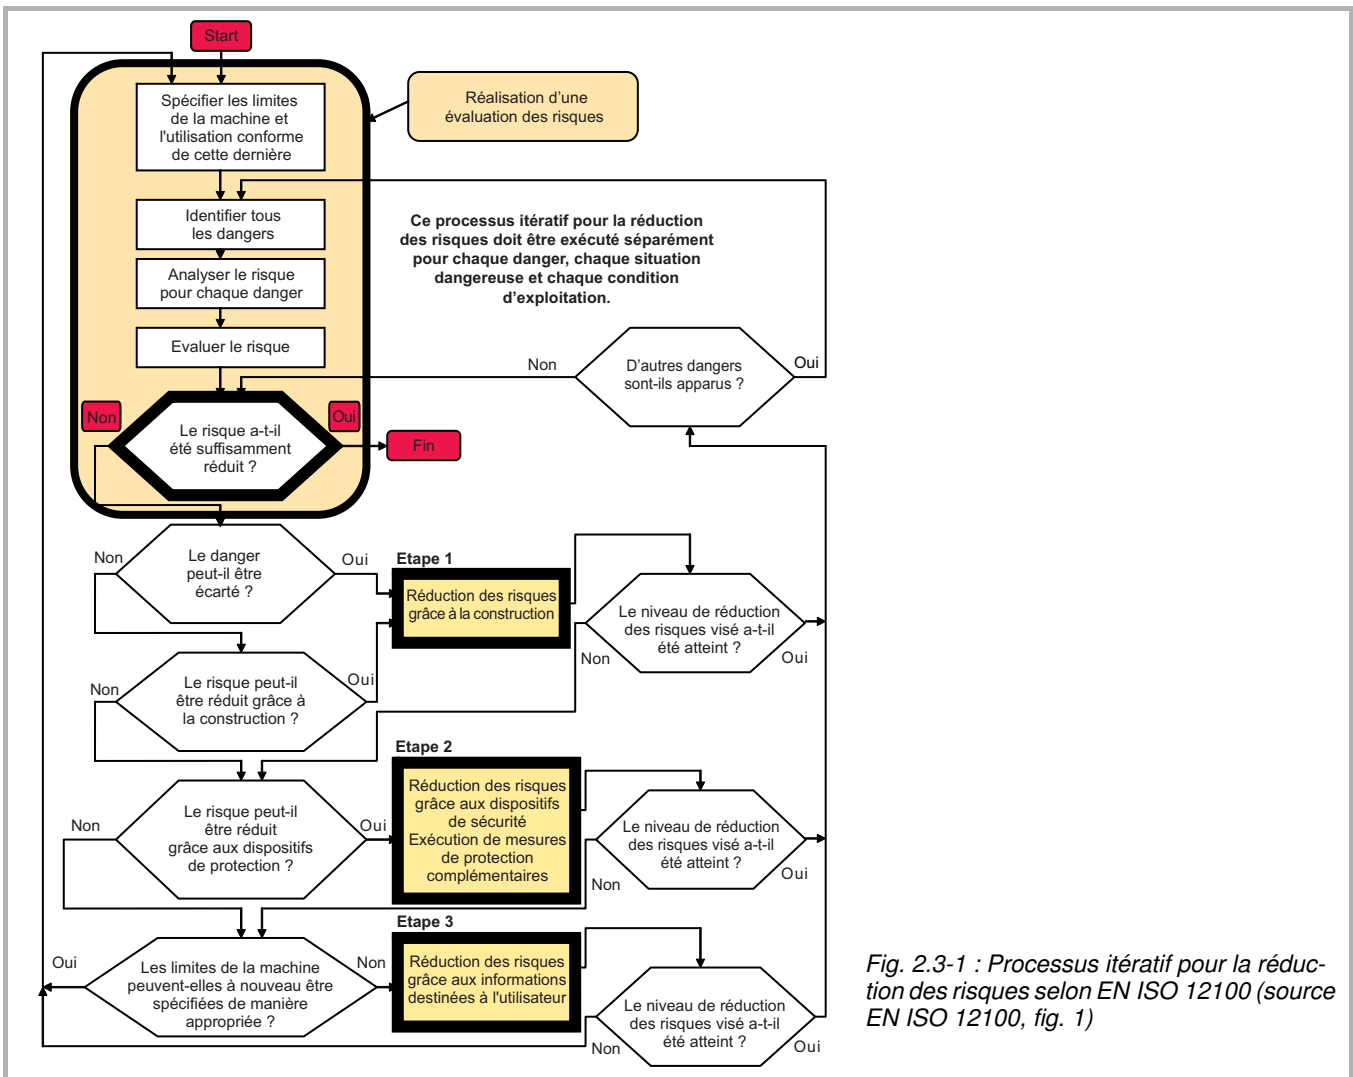 Start
Spécifier les limites
de la machine et
l'utilisation conforme
de cette dernière
Réalisation d’une
évaluation des risques
Identifier tous
les dangers
Ce processus itératif pour la réduction
des risques doit être exécuté séparément
pour chaque danger, chaque situation
dangereuse et chaque condition
d’exploitation.
Analyser le risque
pour chaque danger
Evaluer le risque
Non
D’autres dangers
sont-ils apparus ?
Oui
Non
Oui
Le risque a-t-il
été suffisamment
réduit ?
Fin
Non
Le danger
peut-il être
écarté ?
Oui
Etape 1
Réduction des risques
grâce à la construction
Le niveau de réduction
des risques visé a-t-il
été atteint ?
Non
Oui
Non
Le risque peut-il
être réduit grâce à
la construction ?
Oui
Etape 2
Réduction des risques
grâce aux dispositifs
de sécurité
Exécution de mesures
de protection
complémentaires
Non
Le risque peut-il
être réduit
grâce aux dispositifs
de protection ?
Oui
Le niveau de réduction
des risques visé a-t-il
été atteint ?
Non
Oui
Etape 3
Oui
Les limites de la machine
peuvent-elles à nouveau être
spécifiées de manière
appropriée ?
Non
Réduction des risques
grâce aux informations
destinées à l'utilisateur
Le niveau de réduction
des risques visé a-t-il
été atteint ?
Non
Oui
Fig. 2.3-1 : Processus itératif pour la réduc-
tion des risques selon EN ISO 12100 (source
EN ISO 12100, fig. 1)